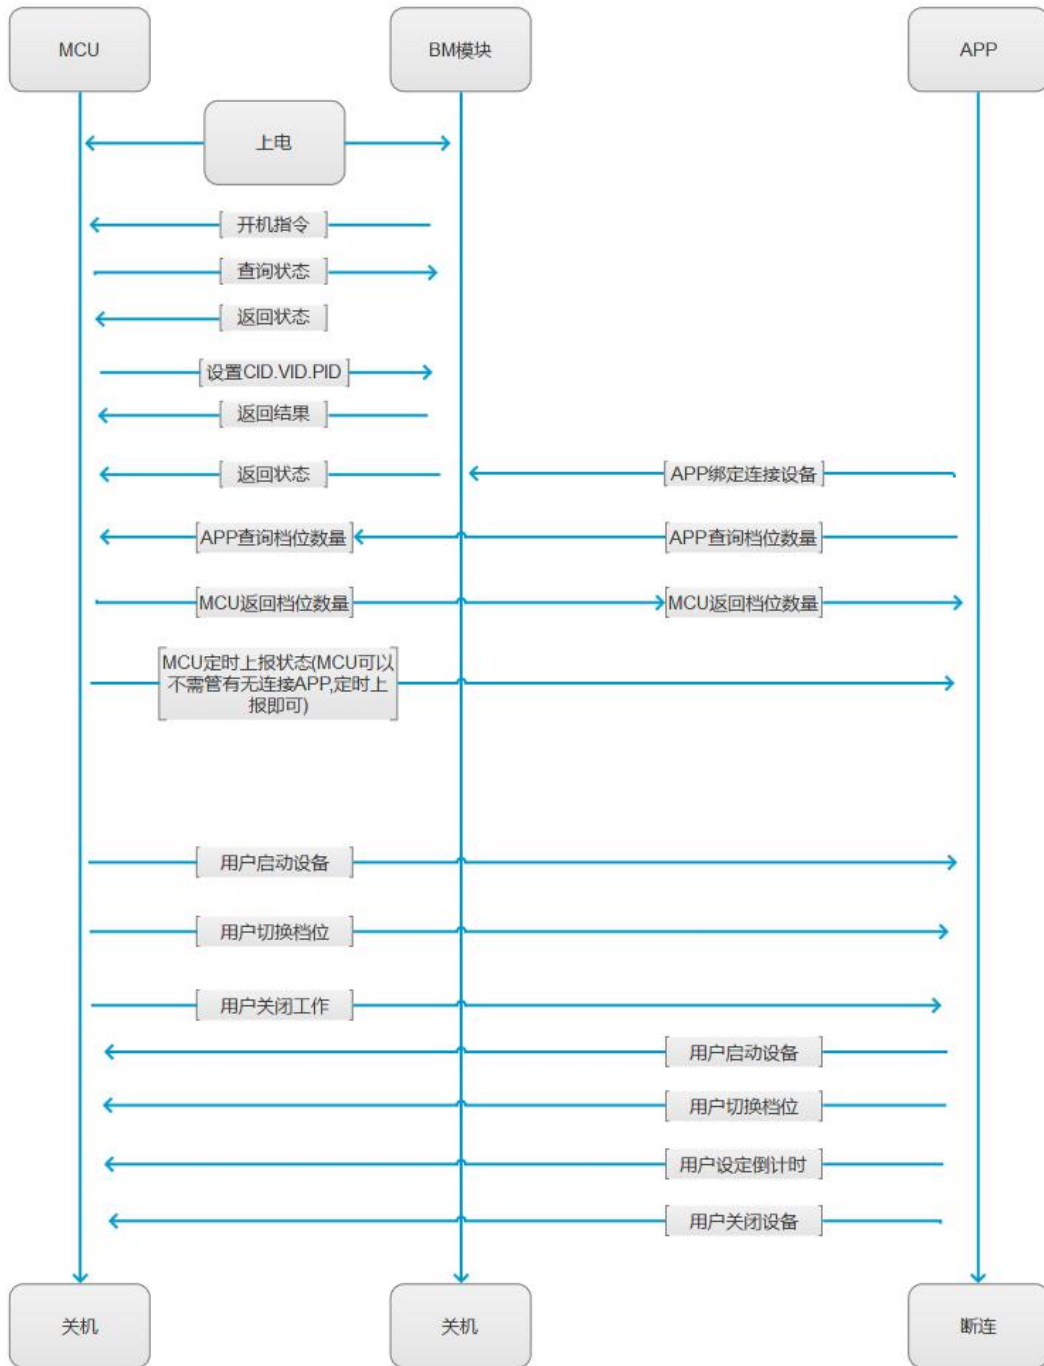 MCU
BM模块
APP
上电
开机指令
查询状态
返回状态
设置CID.VID.PID
返回结果
返回状态
APP绑定连接设备
APP查询档位数量
APP查询档位数量
MCU返回档位数量
MCU返回档位数量
MCU定时上报状态(MCU可以
不需管有无连接APP,定时上
报即可)
用户启动设备
用户切换档位
用户关闭工作
用户启动设备
用户切换档位
用户设定倒计时
用户关闭设备
关机
关机
断连